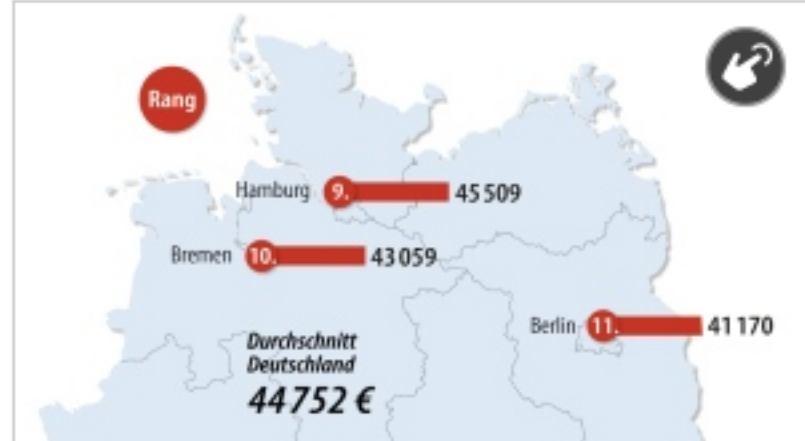 Rang
Hamburg 9. 45 509
Bremen 10. 43 059
Berlin 11. 41 170
Durchschnitt
Deutschland
44 752 €